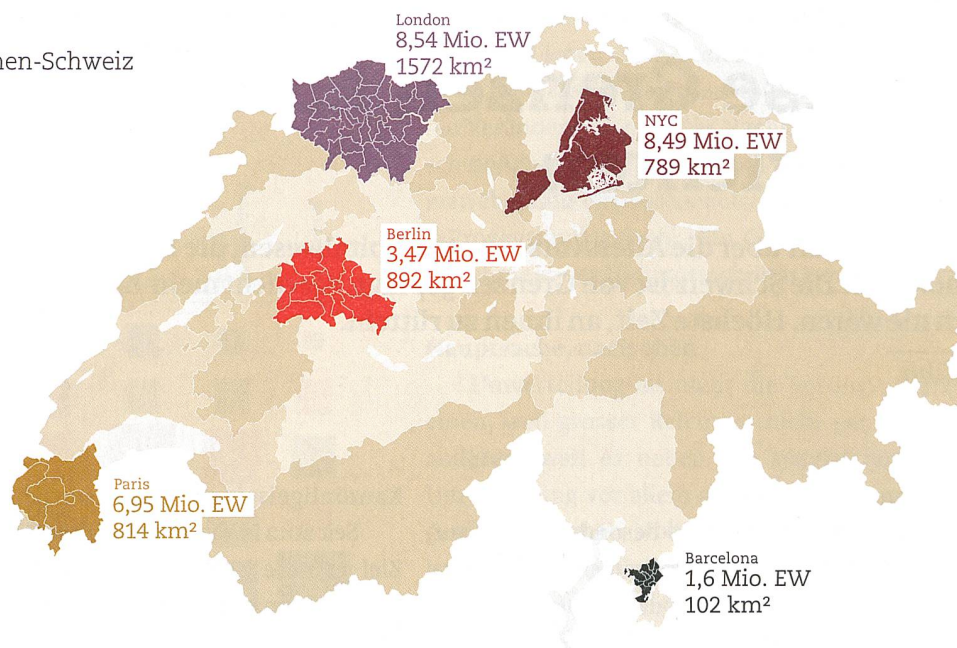 London
8,54 Mio. EW
1572 km²
en-Schweiz
NYC
8,49 Mio. EW
789 km²
Berlin
3,47 Mio. EW
892 km²
Paris
6,95 Mio. EW
814 km²
Barcelona
1,6 Mio. EW
102 km²